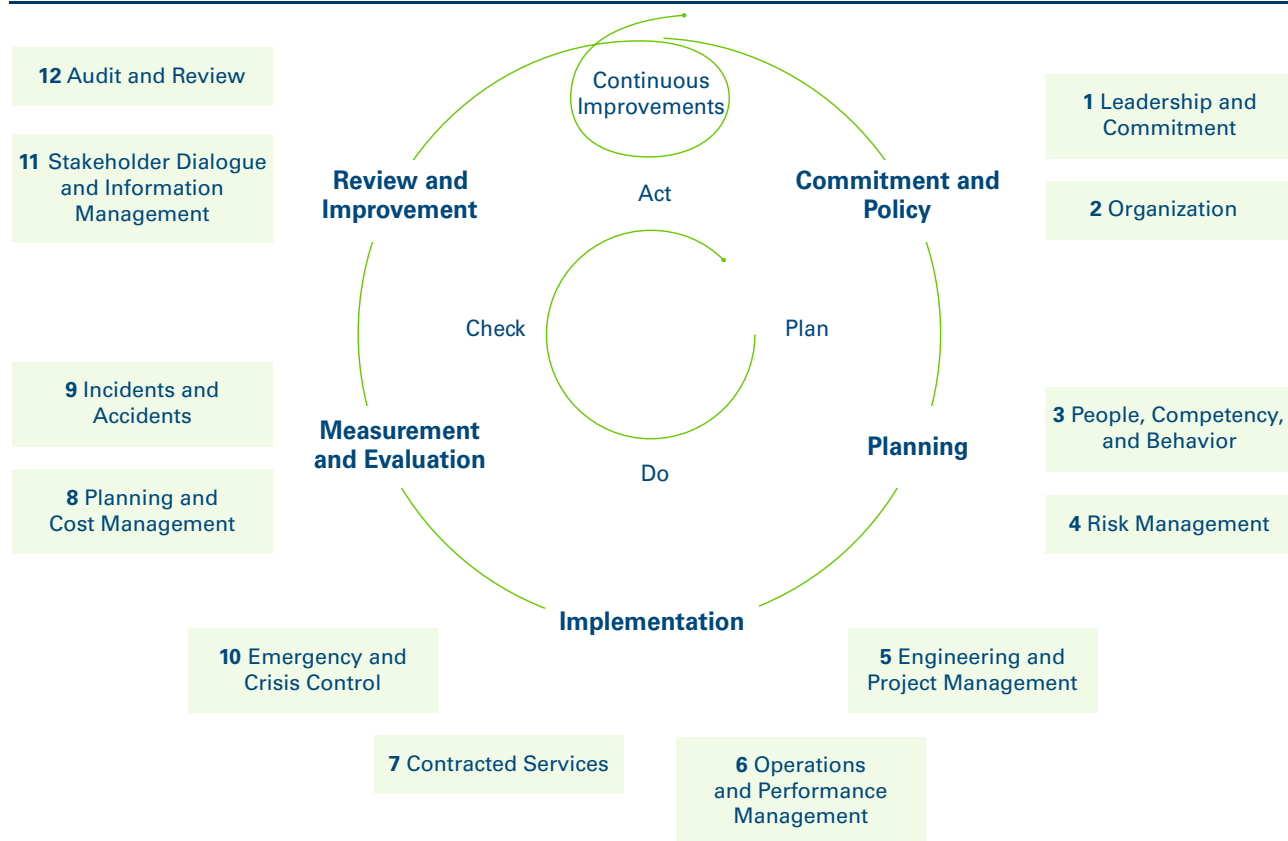 12 Audit and Review
11 Stakeholder Dialogue
and Information
Management
Continuous
Improvements
1 Leadership and
Commitment
2 Organization
Review and
Improvement
Act
Commitment and
Policy
Check
Plan
9 Incidents and
Accidents
8 Planning and
Cost Management
Measurement
and Evaluation
Do
Planning
3 People, Competency,
and Behavior
4 Risk Management
Implementation
10 Emergency and
Crisis Control
5 Engineering and
Project Management
7 Contracted Services
6 Operations
and Performance
Management